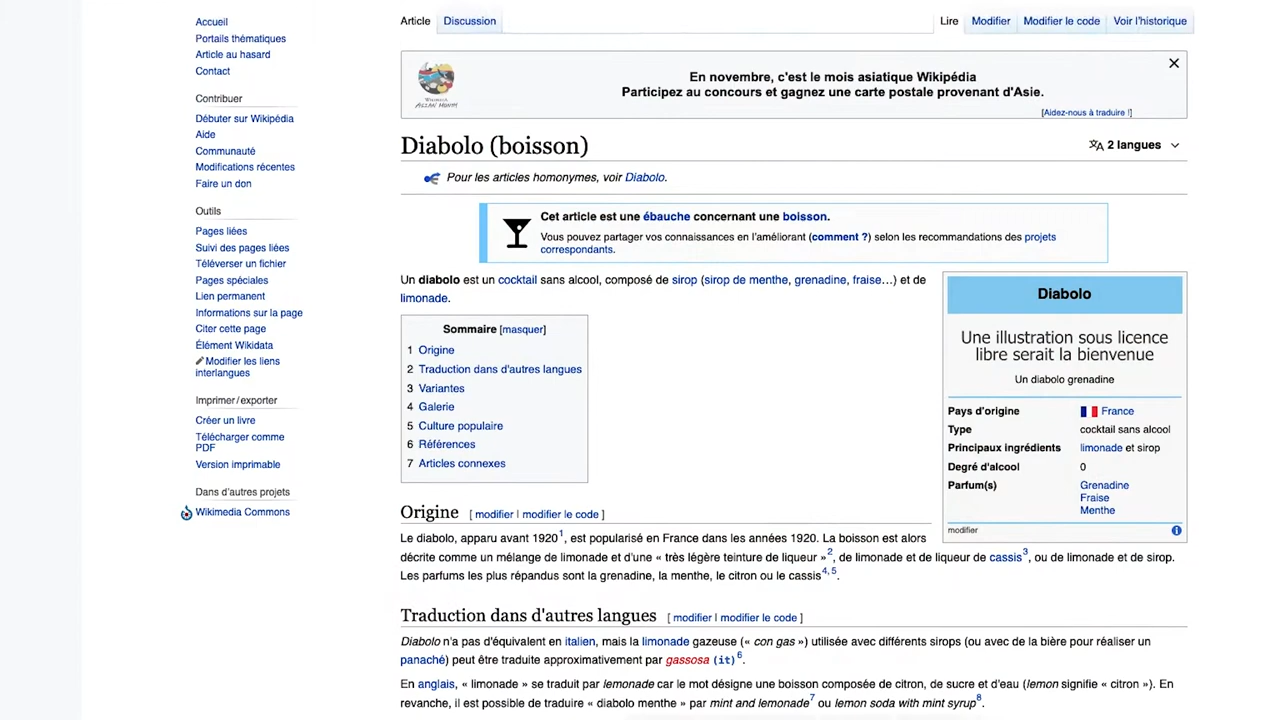 Accueil
Portails thématiques
Article au hasard
Contact
Contribuer
Débuter sur Wikipédia
Aide
Communauté
Modifications récentes
Faire un don
Outils
Pages liées
Suivi des pages liées
Téléverser un fichier
Pages spéciales
Lien permanent
Informations sur la page
Citer cette page
Élément Wikidata
Modifier les liens
interlangues
Imprimer / exporter
Créer un livre
Télécharger comme
PDF
Version imprimable
Dans d'autres projets
Wikimedia Commons
Article Discussion Lire Modifier Modifier le code Voir l'historique
En novembre, c'est le mois asiatique Wikipédia
Participez au concours et gagnez une carte postale provenant d'Asie.
[Aidez-nous à traduire !]
WIKIPEDIA
ASIAN MONTH
Diabolo (boisson)
2 langues
Pour les articles homonymes, voir Diabolo.
Cet article est une ébauche concernant une boisson.
Vous pouvez partager vos connaissances en l'améliorant (comment ?) selon les recommandations des projets
correspondants.
Un diabolo est un cocktail sans alcool, composé de sirop (sirop de menthe, grenadine, fraise…) et de
limonade.
Sommaire [masquer]
1 Origine
2 Traduction dans d'autres langues
3 Variantes
4 Galerie
5 Culture populaire
6 Références
7 Articles connexes
Diabolo
Une illustration sous licence
libre serait la bienvenue
Un diabolo grenadine
Pays d'origine France
Type cocktail sans alcool
Principaux ingrédients limonade et sirop
Degré d'alcool 0
Parfum(s) Grenadine
Fraise
Menthe
modifier
Origine [ modifier | modifier le code ]
Le diabolo, apparu avant 1920 1, est popularisé en France dans les années 1920. La boisson est alors
décrite comme un mélange de limonade et d'une « très légère teinture de liqueur » 2, de limonade et de liqueur de cassis 3, ou de limonade et de sirop.
Les parfums les plus répandus sont la grenadine, la menthe, le citron ou le cassis 4, 5.
Traduction dans d'autres langues [ modifier | modifier le code ]
Diabolo n'a pas d'équivalent en italien, mais la limonade gazeuse (« con gas ») utilisée avec différents sirops (ou avec de la bière pour réaliser un
panaché) peut être traduite approximativement par gassosa (it) 6.
En anglais, « limonade » se traduit par lemonade car le mot désigne une boisson composée de citron, de sucre et d'eau (lemon signifie « citron »). En
revanche, il est possible de traduire « diabolo menthe » par mint and lemonade 7 ou lemon soda with mint syrup 8.